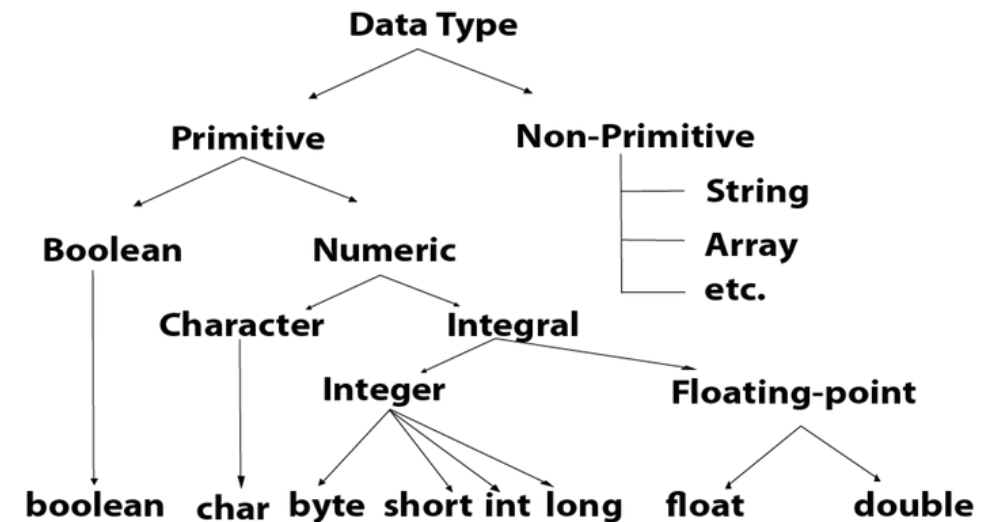 Data Type
Primitive
Non-Primitive
String
Array
etc.
Boolean
Numeric
Character
Integral
Integer
Floating-point
boolean
char
byte
short
int
long
float
double